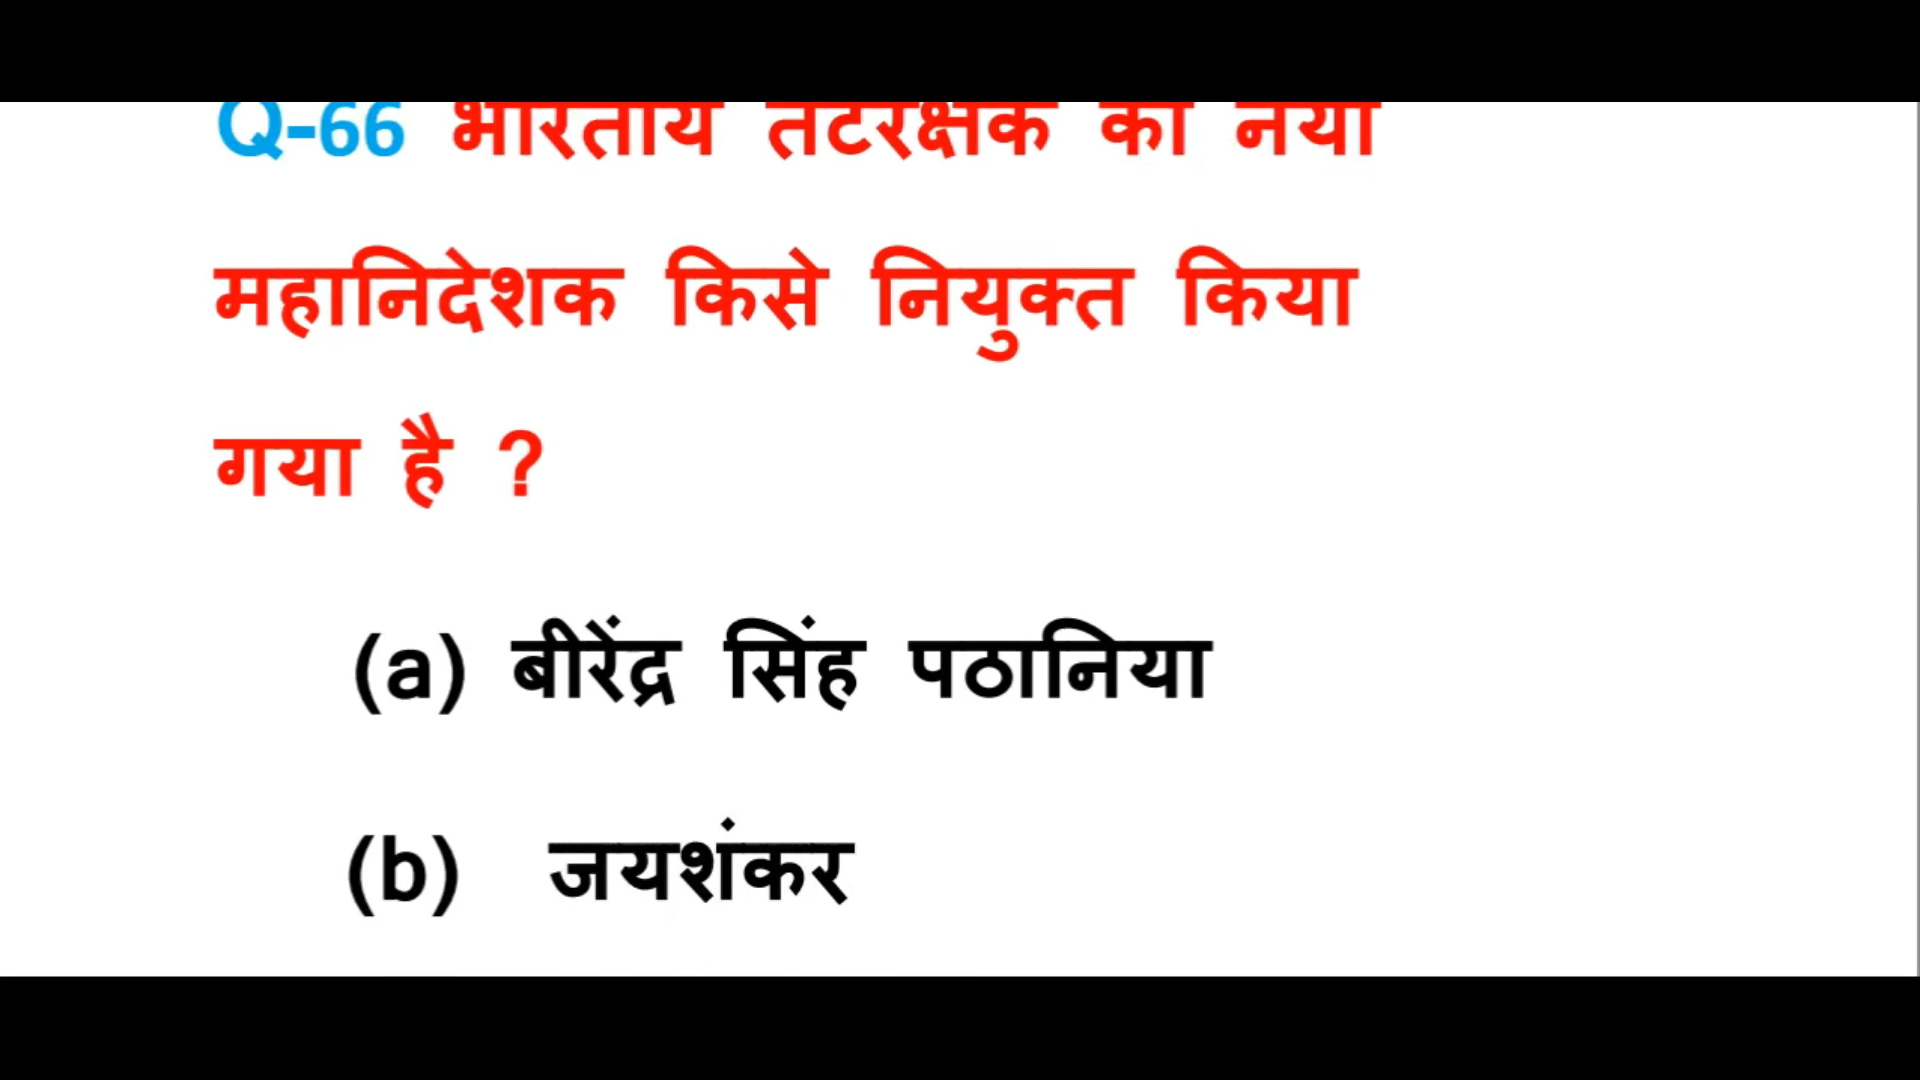 Q-66 भारतीय तटरक्षक का नया
महानिदेशक किसे नियुक्त किया
गया है ?
(a) बीरेंद्र सिंह पठानिया
(b) जयशंकर